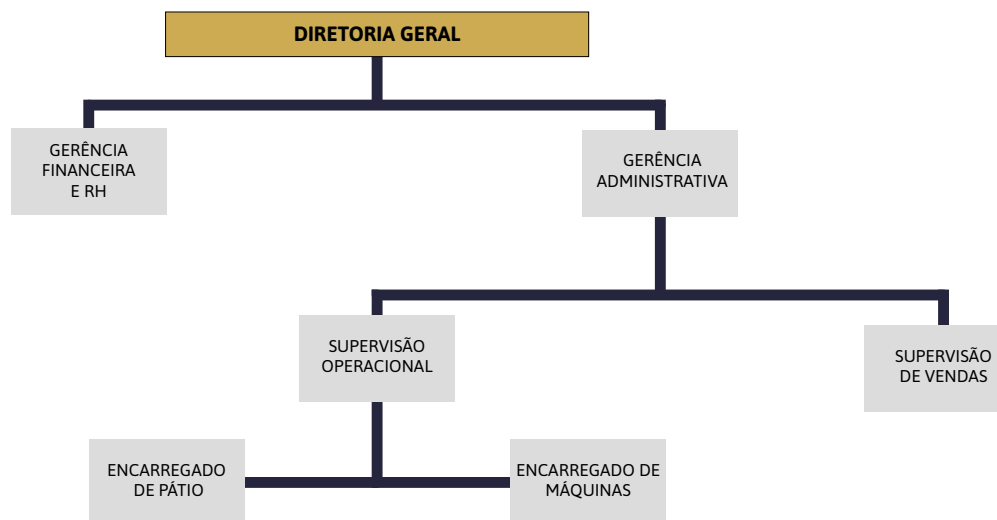 DIRETORIA GERAL
GERÊNCIA
FINANCEIRA
E RH
GERÊNCIA
ADMINISTRATIVA
SUPERVISÃO
OPERACIONAL
SUPERVISÃO
DE VENDAS
ENCARREGADO
DE PÁTIO
ENCARREGADO DE
MÁQUINAS